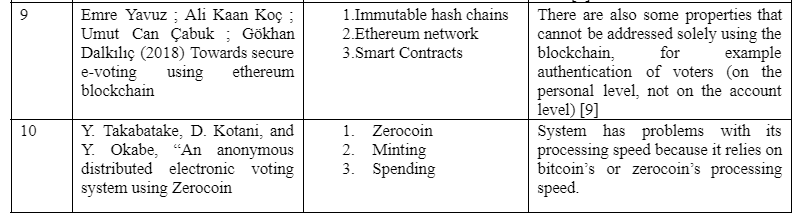 9
Emre Yavuz ; Ali Kaan Koç ;
Umut Can Çabuk ; Gökhan
Dalkılıç (2018) Towards secure
e-voting using ethereum
blockchain
1.Immutable hash chains
2.Ethereum network
3.Smart Contracts
There are also some properties that
cannot be addressed solely using the
blockchain, for example
authentication of voters (on the
personal level, not on the account
level) [9]
10
Y. Takabatake, D. Kotani, and
Y. Okabe, “An anonymous
distributed electronic voting
system using Zerocoin
1. Zerocoin
2. Minting
3. Spending
System has problems with its
processing speed because it relies on
bitcoin’s or zerocoin’s processing
speed.